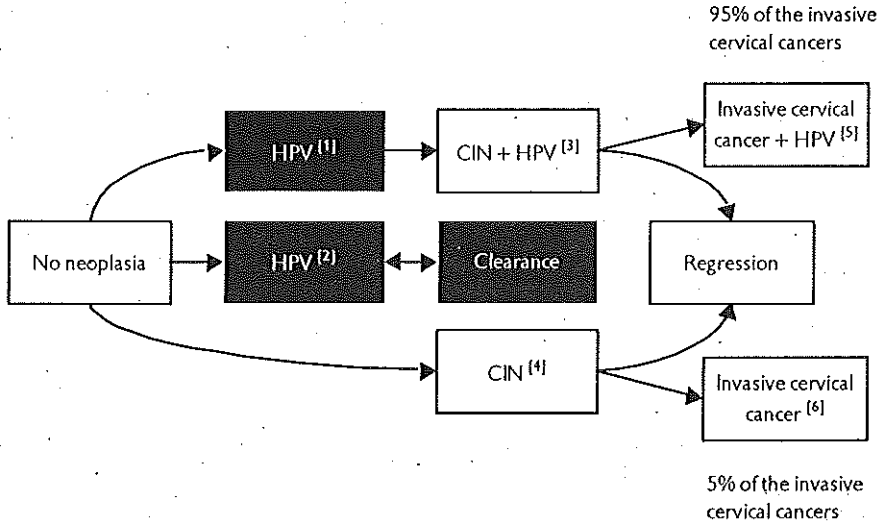 95% of the invasive
cervical cancers
HPV [1]
CIN + HPV [3]
Invasive cervical
cancer + HPV [5]
No neoplasia
HPV [2]
Clearance
Regression
CIN [4]
Invasive cervical
cancer [6]
5% of the invasive
cervical cancers